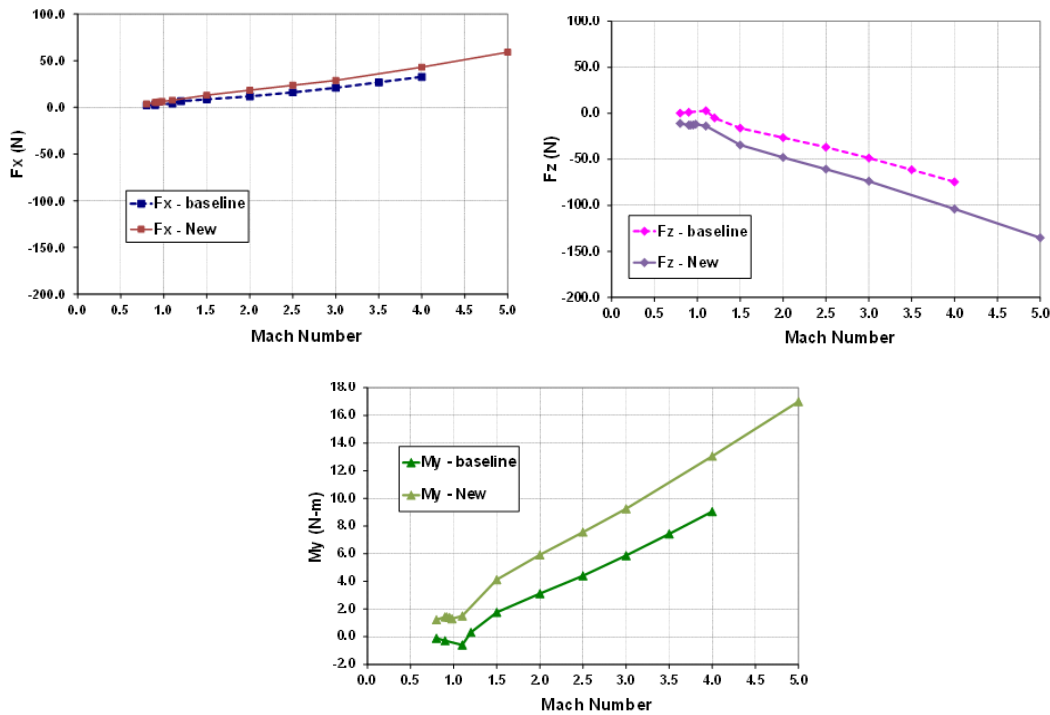 100.0
50.0
0.0
-50.0
-100.0
-150.0
-200.0
Fx (N)
Fx - baseline
Fx - New
0.0 0.5 1.0 1.5 2.0 2.5 3.0 3.5 4.0 4.5 5.0
Mach Number
100.0
50.0
0.0
-50.0
-100.0
-150.0
-200.0
Fz (N)
Fz - baseline
Fz - New
0.0 0.5 1.0 1.5 2.0 2.5 3.0 3.5 4.0 4.5 5.0
Mach Number
18.0
16.0
14.0
12.0
10.0
8.0
6.0
4.0
2.0
0.0
-2.0
My (N-m)
My - baseline
My - New
0.0 0.5 1.0 1.5 2.0 2.5 3.0 3.5 4.0 4.5 5.0
Mach Number